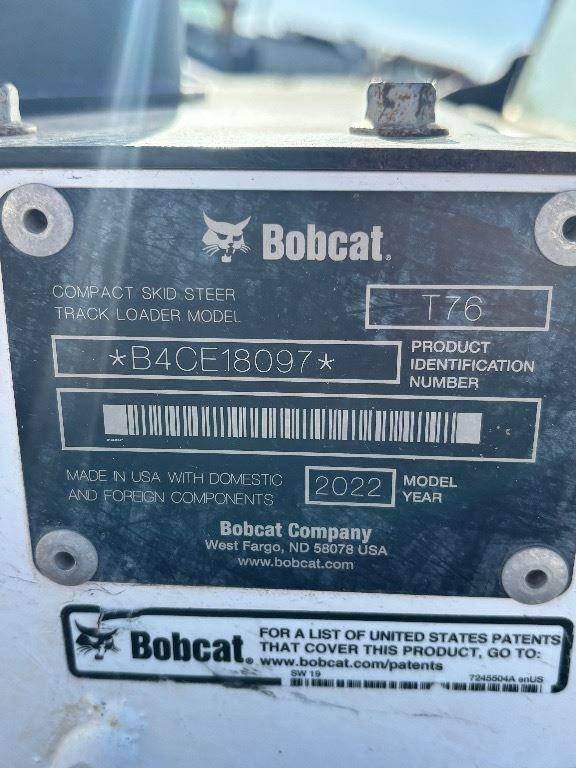 Bobcat.
COMPACT SKID STEER
TRACK LOADER MODEL
T76
*B4CE18097*
PRODUCT
IDENTIFICATION
NUMBER
MADE IN USA WITH DOMESTIC
AND FOREIGN COMPONENTS
2022
MODEL
YEAR
Bobcat Company
West Fargo, ND 58078 USA
www.bobcat.com
Bobcat.
FOR A LIST OF UNITED STATES PATENTS
THAT COVER THIS PRODUCT, GO TO:
www.bobcat.com/patents
SW 19
7245504A enUS